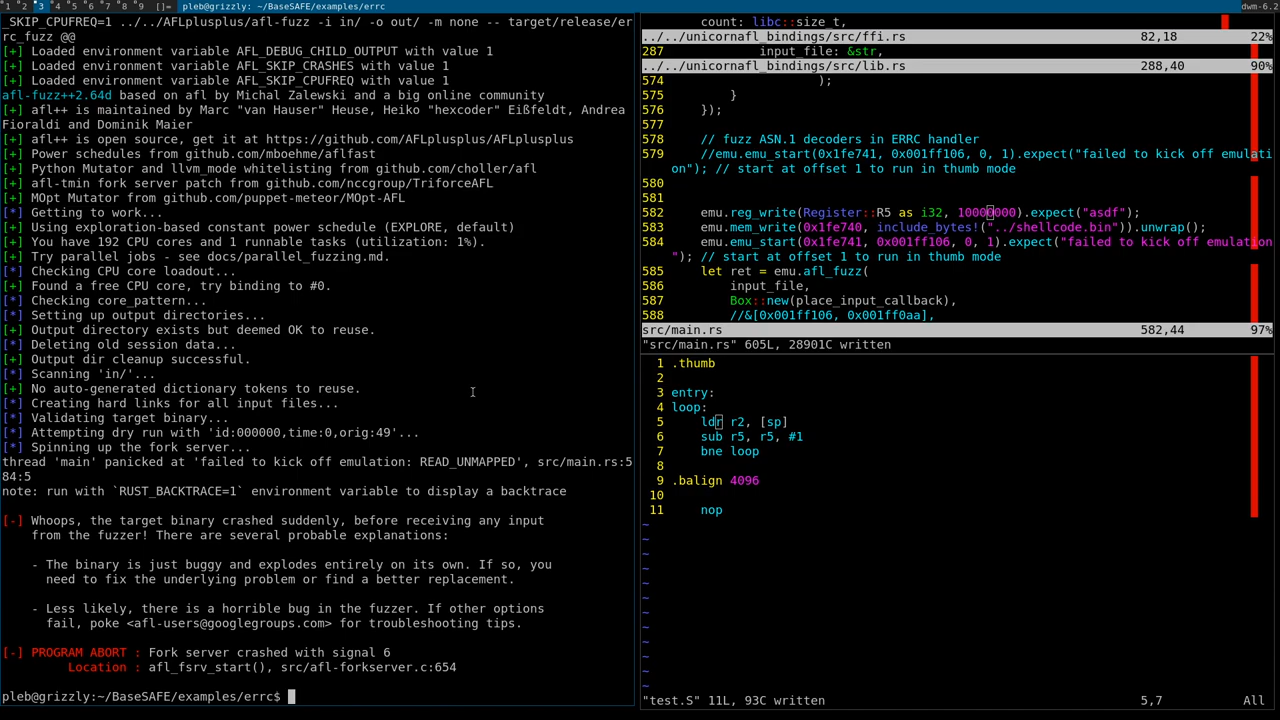 1 2 3 4 5 6 7 8 9 []= pleb@grizzly: ~/BaseSAFE/examples/errc dwm-6.2
_SKIP_CPUFREQ=1 ../../AFLplusplus/afl-fuzz -i in/ -o out/ -m none -- target/release/er
rc_fuzz @@
[+] Loaded environment variable AFL_DEBUG_CHILD_OUTPUT with value 1
[+] Loaded environment variable AFL_SKIP_CRASHES with value 1
[+] Loaded environment variable AFL_SKIP_CPUFREQ with value 1
afl-fuzz++2.64d based on afl by Michal Zalewski and a big online community
[+] afl++ is maintained by Marc "van Hauser" Heuse, Heiko "hexcoder" Eißfeldt, Andrea
Fioraldi and Dominik Maier
[+] afl++ is open source, get it at https://github.com/AFLplusplus/AFLplusplus
[+] Power schedules from github.com/mboehme/aflfast
[+] Python Mutator and llvm_mode whitelisting from github.com/choller/afl
[+] afl-tmin fork server patch from github.com/nccgroup/TriforceAFL
[+] MOpt Mutator from github.com/puppet-meteor/MOpt-AFL
[*] Getting to work...
[+] Using exploration-based constant power schedule (EXPLORE, default)
[+] You have 192 CPU cores and 1 runnable tasks (utilization: 1%).
[+] Try parallel jobs - see docs/parallel_fuzzing.md.
[*] Checking CPU core loadout...
[+] Found a free CPU core, try binding to #0.
[*] Checking core_pattern...
[*] Setting up output directories...
[+] Output directory exists but deemed OK to reuse.
[*] Deleting old session data...
[+] Output dir cleanup successful.
[*] Scanning 'in/'...
[+] No auto-generated dictionary tokens to reuse.
[*] Creating hard links for all input files...
[*] Validating target binary...
[*] Attempting dry run with 'id:000000,time:0,orig:49'...
[*] Spinning up the fork server...
thread 'main' panicked at 'failed to kick off emulation: READ_UNMAPPED', src/main.rs:5
84:5
note: run with `RUST_BACKTRACE=1` environment variable to display a backtrace
[-] Whoops, the target binary crashed suddenly, before receiving any input
from the fuzzer! There are several probable explanations:
- The binary is just buggy and explodes entirely on its own. If so, you
need to fix the underlying problem or find a better replacement.
- Less likely, there is a horrible bug in the fuzzer. If other options
fail, poke <afl-users@googlegroups.com> for troubleshooting tips.
[-] PROGRAM ABORT : Fork server crashed with signal 6
Location : afl_fsrv_start(), src/afl-forkserver.c:654
pleb@grizzly:~/BaseSAFE/examples/errc$
count: libc::size_t,
../../unicornafl_bindings/src/ffi.rs 82,18 22%
287 input_file: &str,
../../unicornafl_bindings/src/lib.rs 288,40 90%
574 );
575 }
576 });
577
578 // fuzz ASN.1 decoders in ERRC handler
579 //emu.emu_start(0x1fe741, 0x001ff106, 0, 1).expect("failed to kick off emulati
on"); // start at offset 1 to run in thumb mode
580
581
582 emu.reg_write(Register::R5 as i32, 10000000).expect("asdf");
583 emu.mem_write(0x1fe740, include_bytes!("../shellcode.bin")).unwrap();
584 emu.emu_start(0x1fe741, 0x001ff106, 0, 1).expect("failed to kick off emulation
"); // start at offset 1 to run in thumb mode
585 let ret = emu.afl_fuzz(
586 input_file,
587 Box::new(place_input_callback),
588 //&[0x001ff106, 0x001ff0aa],
src/main.rs 582,44 97%
"src/main.rs" 605L, 28901C written
1 .thumb
2
3 entry:
4 loop:
5 ldr r2, [sp]
6 sub r5, r5, #1
7 bne loop
8
9 .balign 4096
10
11 nop
~
~
~
~
~
~
~
~
~
~
~
~
"test.S" 11L, 93C written 5,7 All